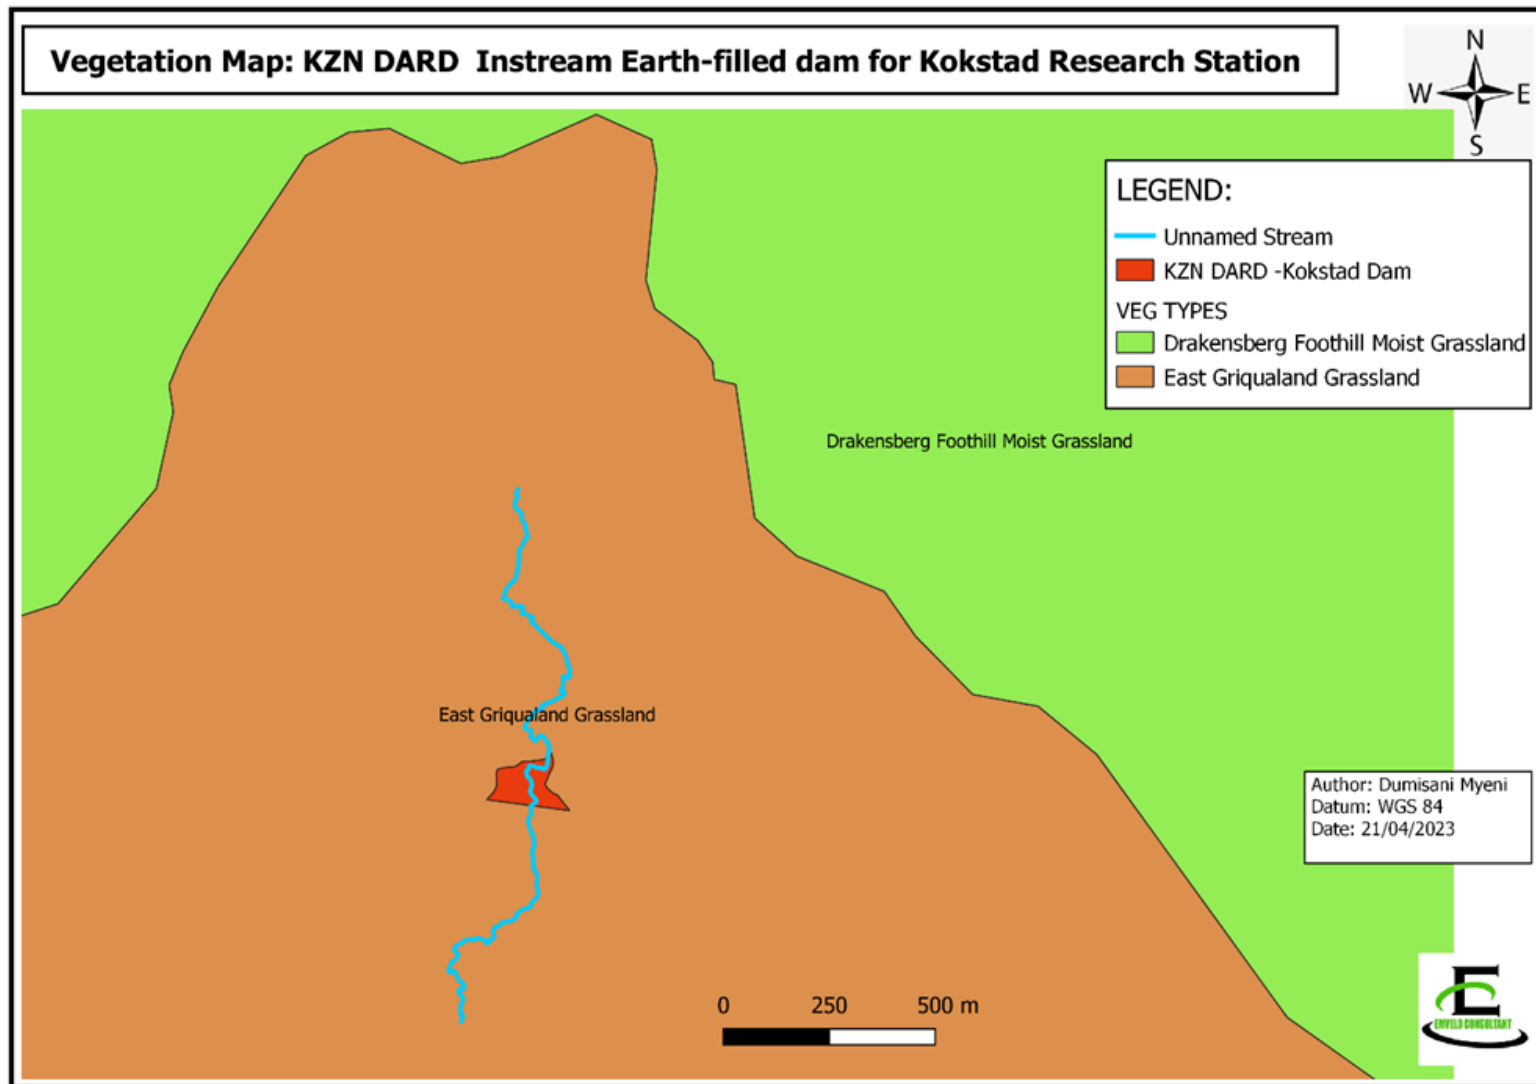 Vegetation Map: KZN DARD  Instream Earth-filled dam for Kokstad Research Station
N
W E
S
LEGEND:
Unnamed Stream
KZN DARD -Kokstad Dam
VEG TYPES
Drakensberg Foothill Moist Grassland
East Griqualand Grassland
Drakensberg Foothill Moist Grassland
East Griqualand Grassland
Author: Dumisani Myeni
Datum: WGS 84
Date: 21/04/2023
0 250 500 m
E
ENVELD CONSULTANT